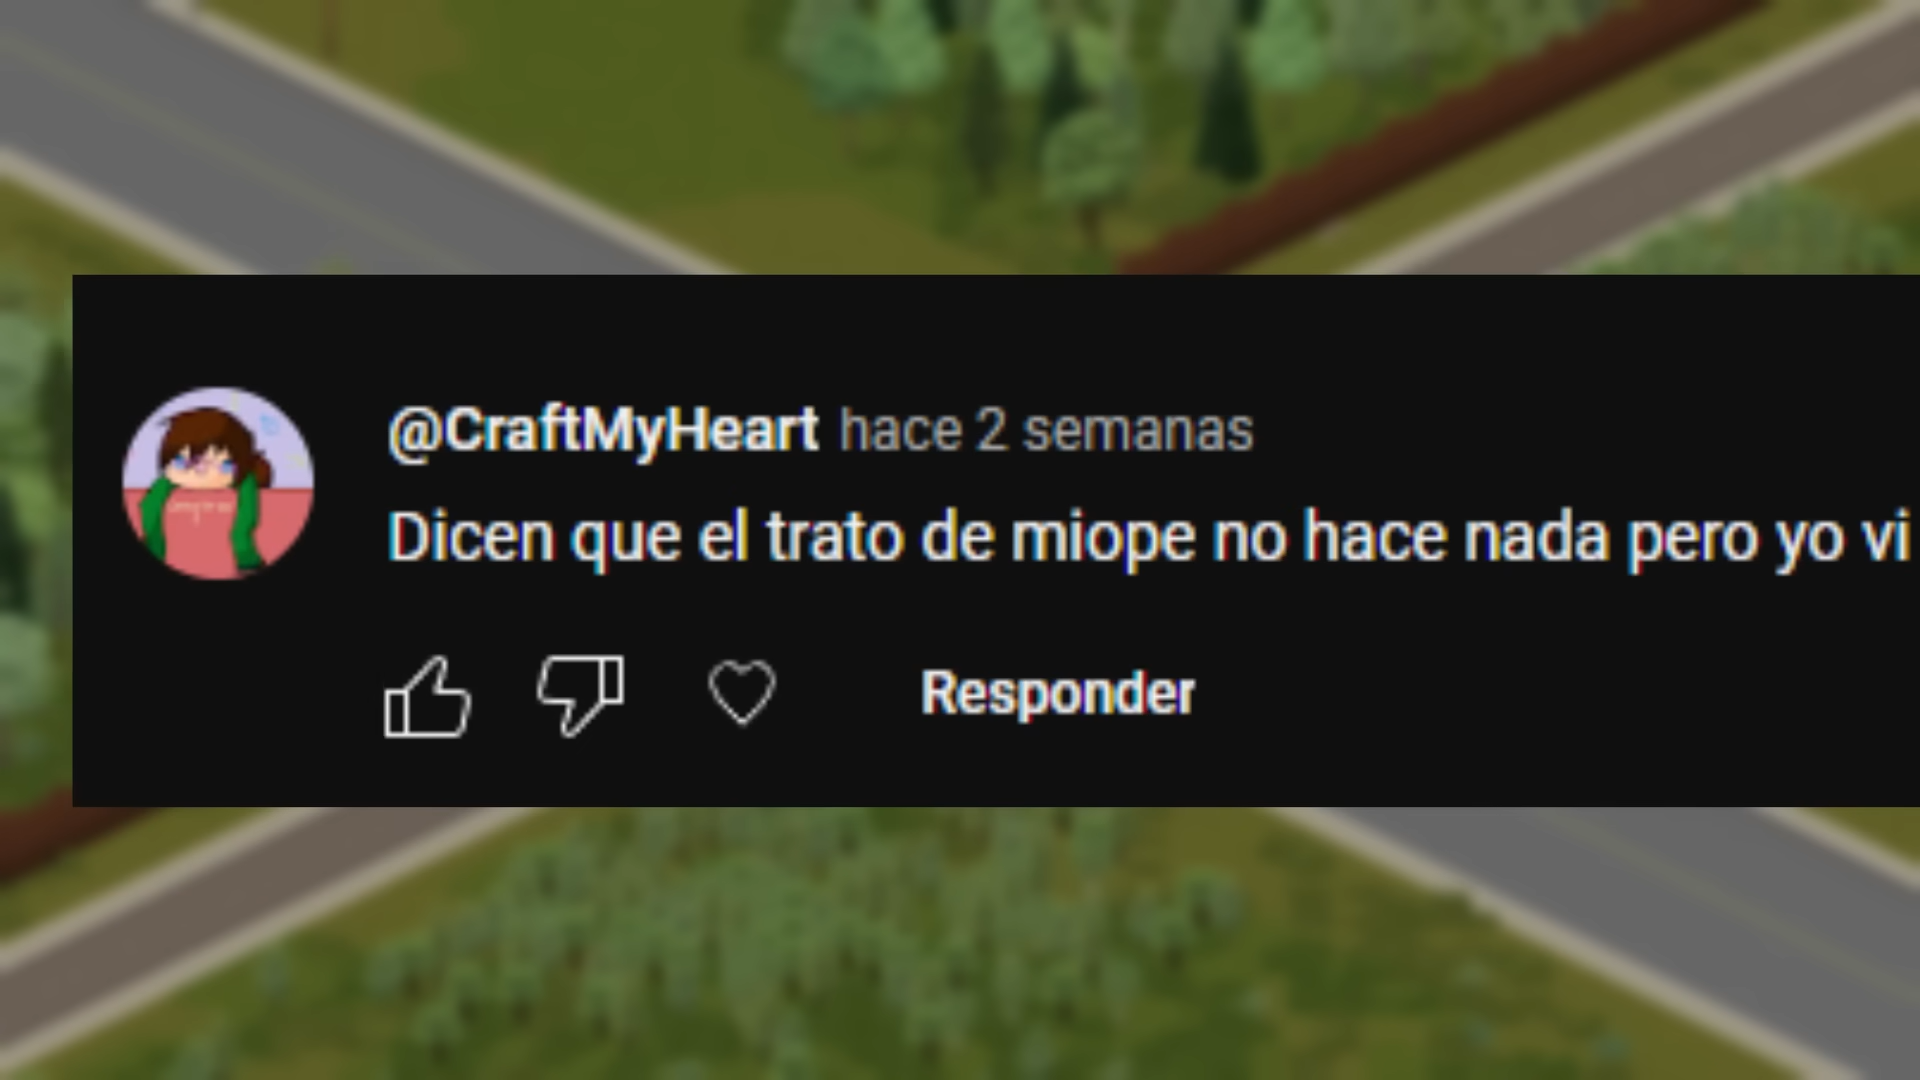 @CraftMyHeart hace 2 semanas
Dicen que el trato de miope no hace nada pero yo vi
Responder